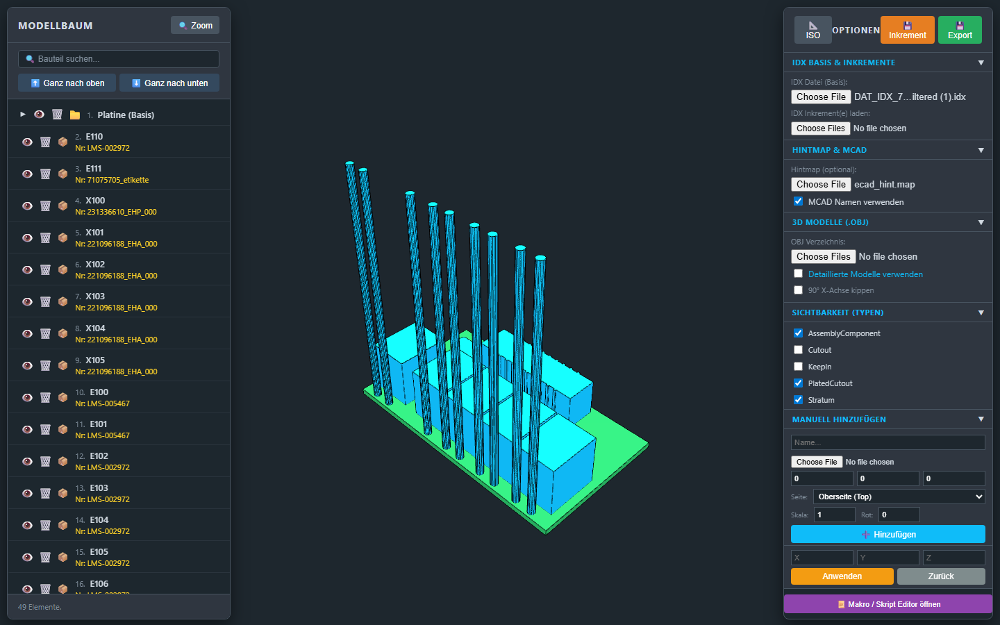 MODELLBAUM
Zoom
Bauteil suchen...
Ganz nach oben
Ganz nach unten
1. Platine (Basis)
2. E110
Nr: LMS-002972
3. E111
Nr: 71075705_etikette
4. X100
Nr: 231336610_EHP_000
5. X101
Nr: 221096188_EHA_000
6. X102
Nr: 221096188_EHA_000
7. X103
Nr: 221096188_EHA_000
8. X104
Nr: 221096188_EHA_000
9. X105
Nr: 221096188_EHA_000
10. E100
Nr: LMS-005467
11. E101
Nr: LMS-005467
12. E102
Nr: LMS-002972
13. E103
Nr: LMS-002972
14. E104
Nr: LMS-002972
15. E105
Nr: LMS-002972
16. E106
49 Elemente.
ISO
OPTIONEN
Inkrement
Export
IDX BASIS & INKREMENTE
IDX Datei (Basis):
Choose File DAT_IDX_7...iltered (1).idx
IDX Inkrement(e) laden:
Choose Files No file chosen
HINTMAP & MCAD
Hintmap (optional):
Choose File ecad_hint.map
MCAD Namen verwenden
3D MODELLE (.OBJ)
OBJ Verzeichnis:
Choose Files No file chosen
Detaillierte Modelle verwenden
90° X-Achse kippen
SICHTBARKEIT (TYPEN)
AssemblyComponent
Cutout
KeepIn
PlatedCutout
Stratum
MANUELL HINZUFÜGEN
Name...
Choose File No file chosen
0 0 0
Seite: Oberseite (Top)
Skala: 1 Rot: 0
Hinzufügen
X Y Z
Anwenden
Zurück
Makro / Skript Editor öffnen